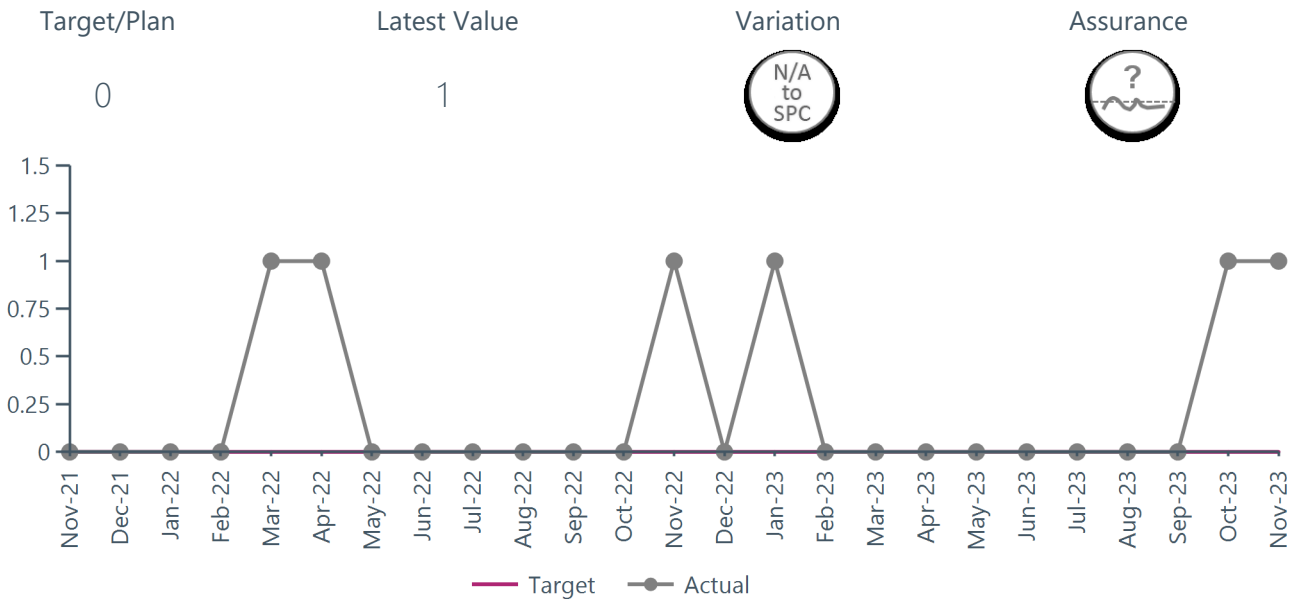 Target/Plan
Latest Value
Variation
Assurance
0
1
N/A
to
SPC
?
1.5
1.25
1
0.75
0.5
0.25
0
Nov-21
Dec-21
Jan-22
Feb-22
Mar-22
Apr-22
May-22
Jun-22
Jul-22
Aug-22
Sep-22
Oct-22
Nov-22
Dec-22
Jan-23
Feb-23
Mar-23
Apr-23
May-23
Jun-23
Jul-23
Aug-23
Sep-23
Oct-23
Nov-23
Target
Actual